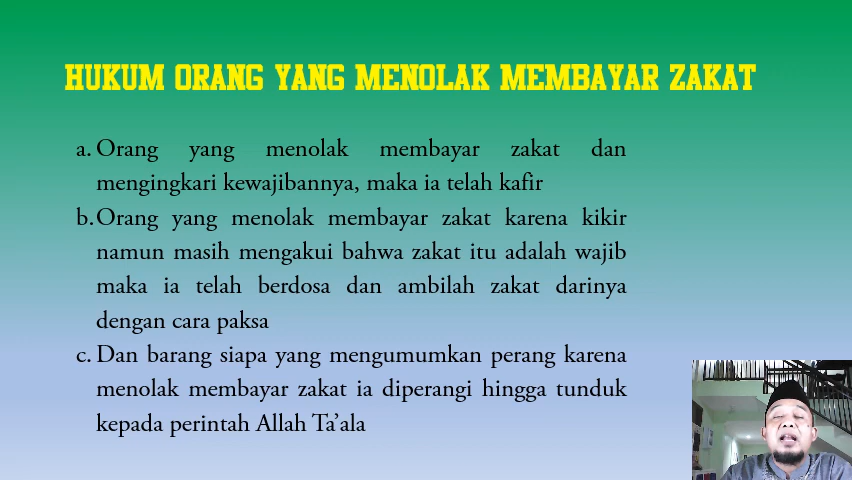 HUKUM ORANG YANG MENOLAK MEMBAYAR ZAKAT
a. Orang yang menolak membayar zakat dan
mengingkari kewajibannya, maka ia telah kafir
b.Orang yang menolak membayar zakat karena kikir
namun masih mengakui bahwa zakat itu adalah wajib
maka ia telah berdosa dan ambilah zakat darinya
dengan cara paksa
c. Dan barang siapa yang mengumumkan perang karena
menolak membayar zakat ia diperangi hingga tunduk
kepada perintah Allah Ta’ala